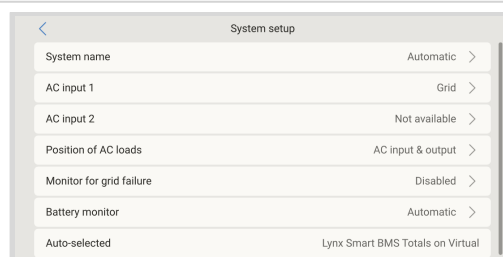 System setup
System name Automatic
AC input 1 Grid
AC input 2 Not available
Position of AC loads AC input & output
Monitor for grid failure Disabled
Battery monitor Automatic
Auto-selected Lynx Smart BMS Totals on Virtual